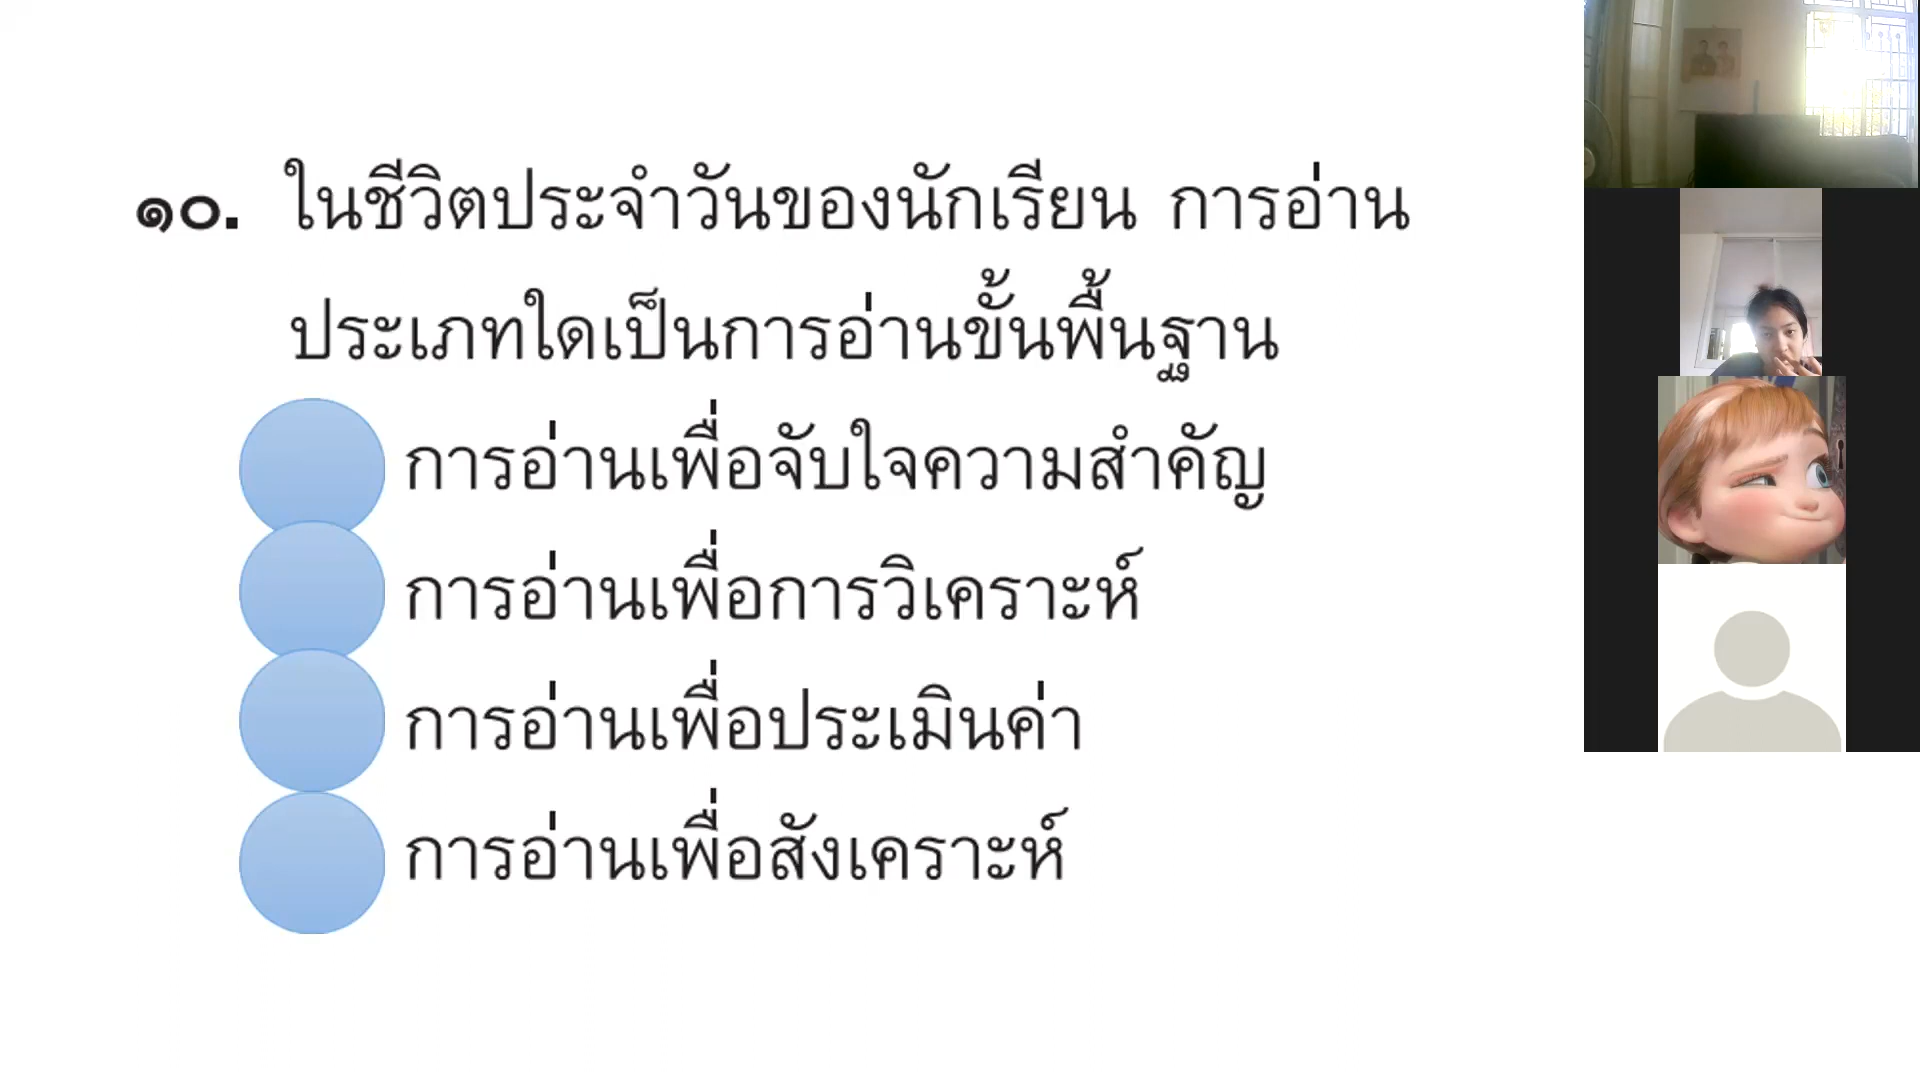 ๑๐. ในชีวิตประจำวันของนักเรียน การอ่าน
ประเภทใดเป็นการอ่านขั้นพื้นฐาน
การอ่านเพื่อจับใจความสำคัญ
การอ่านเพื่อการวิเคราะห์
การอ่านเพื่อประเมินค่า
การอ่านเพื่อสังเคราะห์